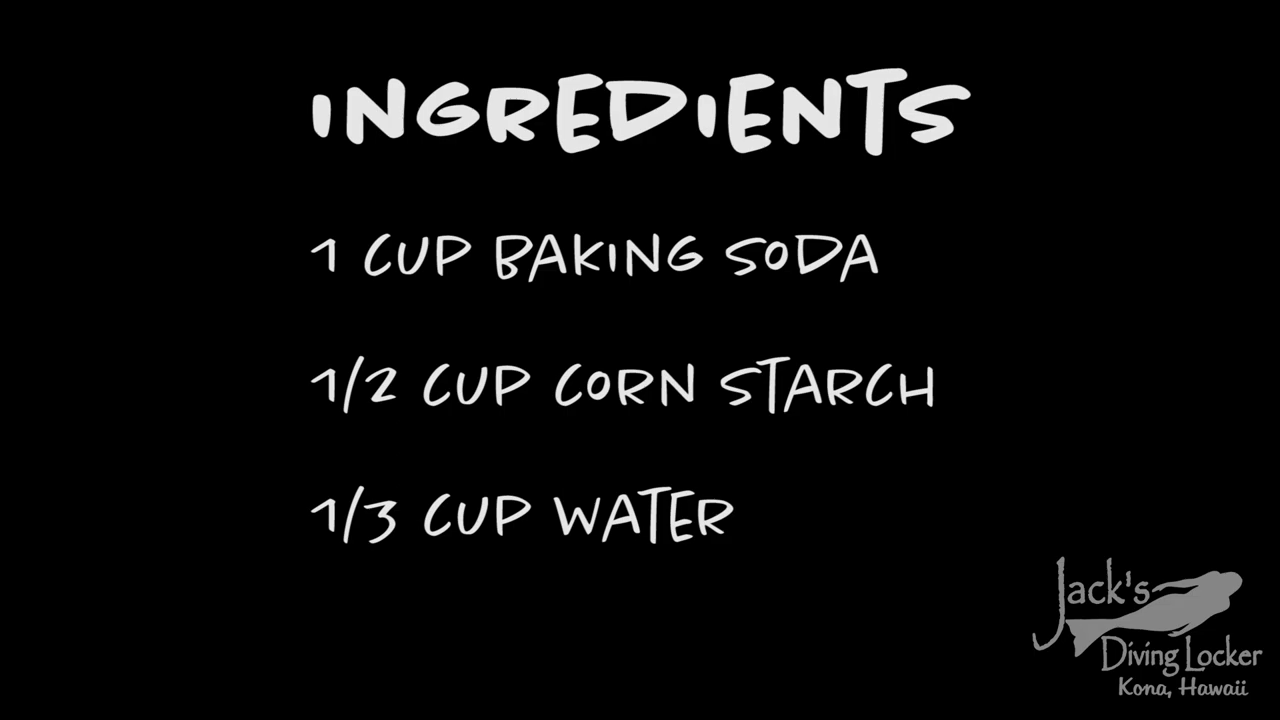 INGREDIENTS
1 CUP BAKING SODA
1/2 CUP CORN STARCH
1/3 CUP WATER
Jack's
Diving Locker
Kona, Hawaii